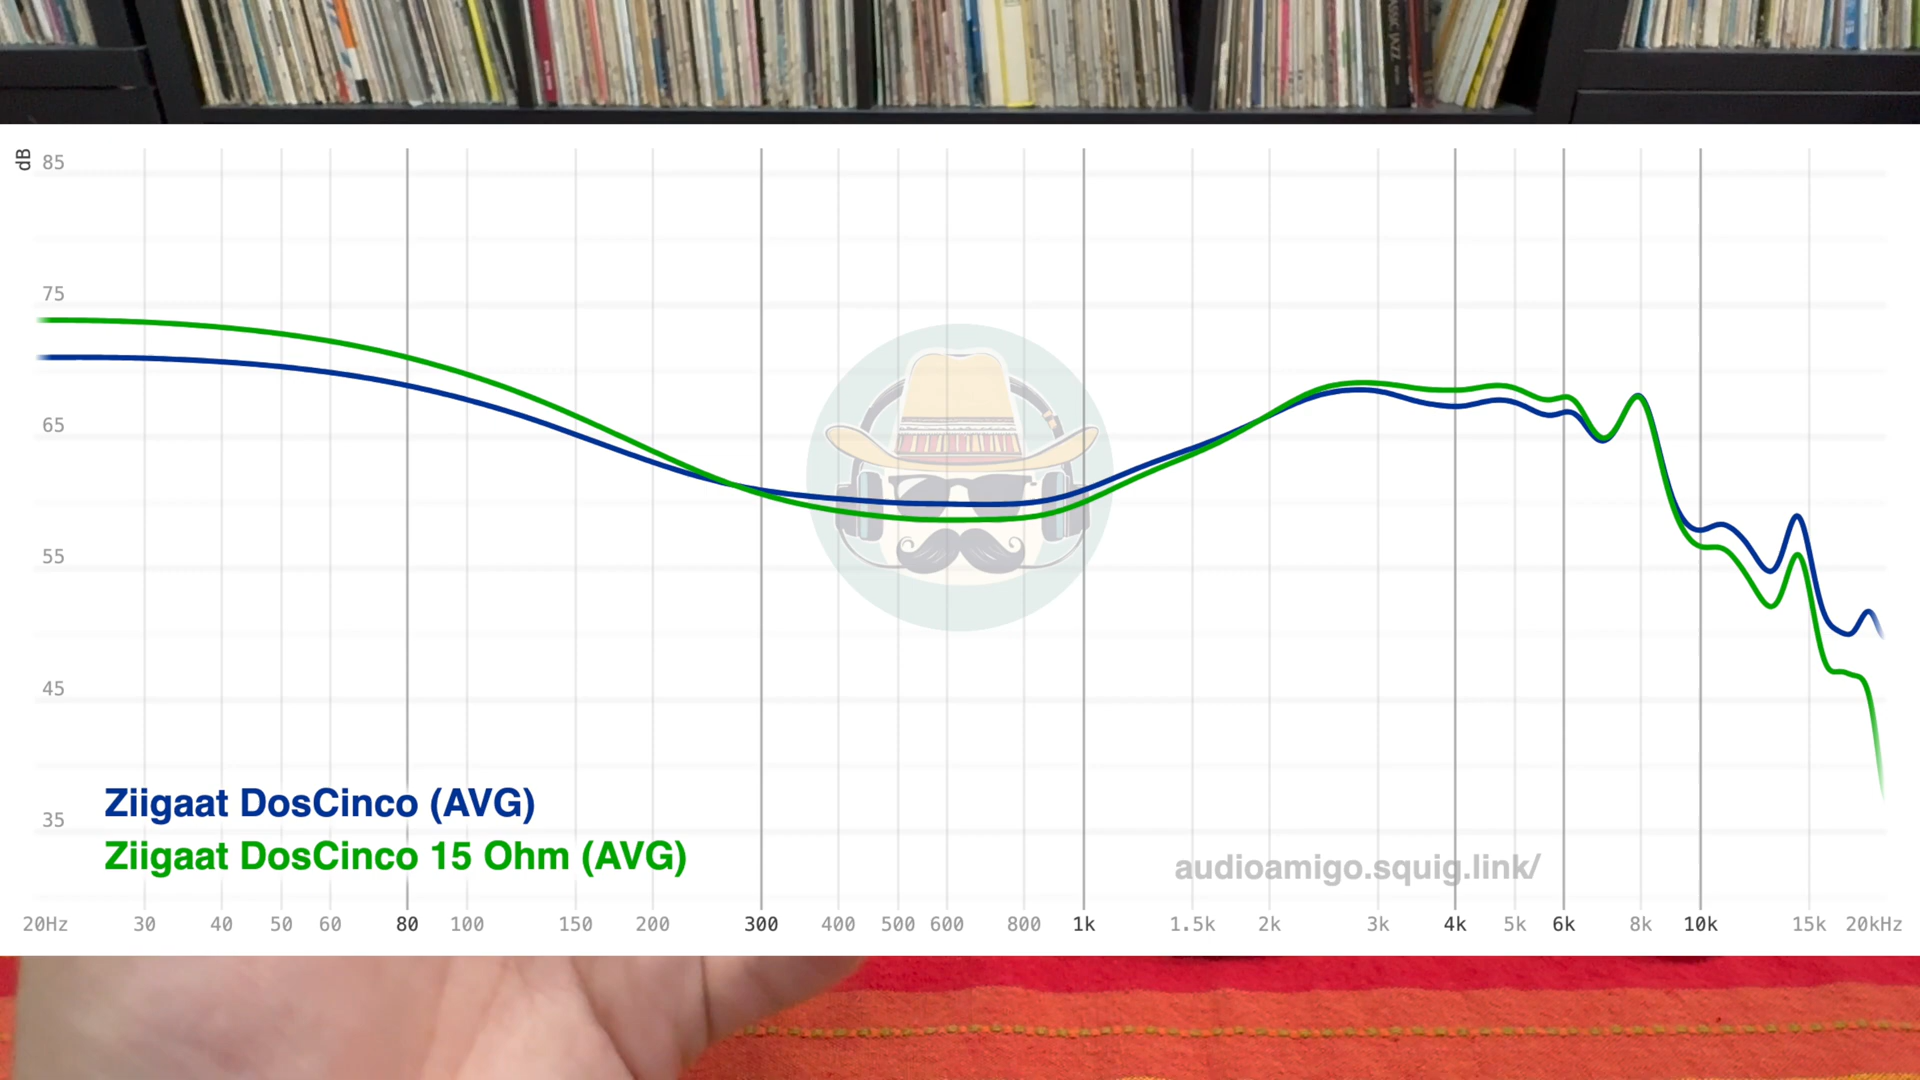 dB
85
75
65
55
45
35
Ziigaat DosCinco (AVG)
Ziigaat DosCinco 15 Ohm (AVG)
audioamigo.squig.link/
20Hz 30 40 50 60 80 100 150 200 300 400 500 600 800 1k 1.5k 2k 3k 4k 5k 6k 8k 10k 15k 20kHz